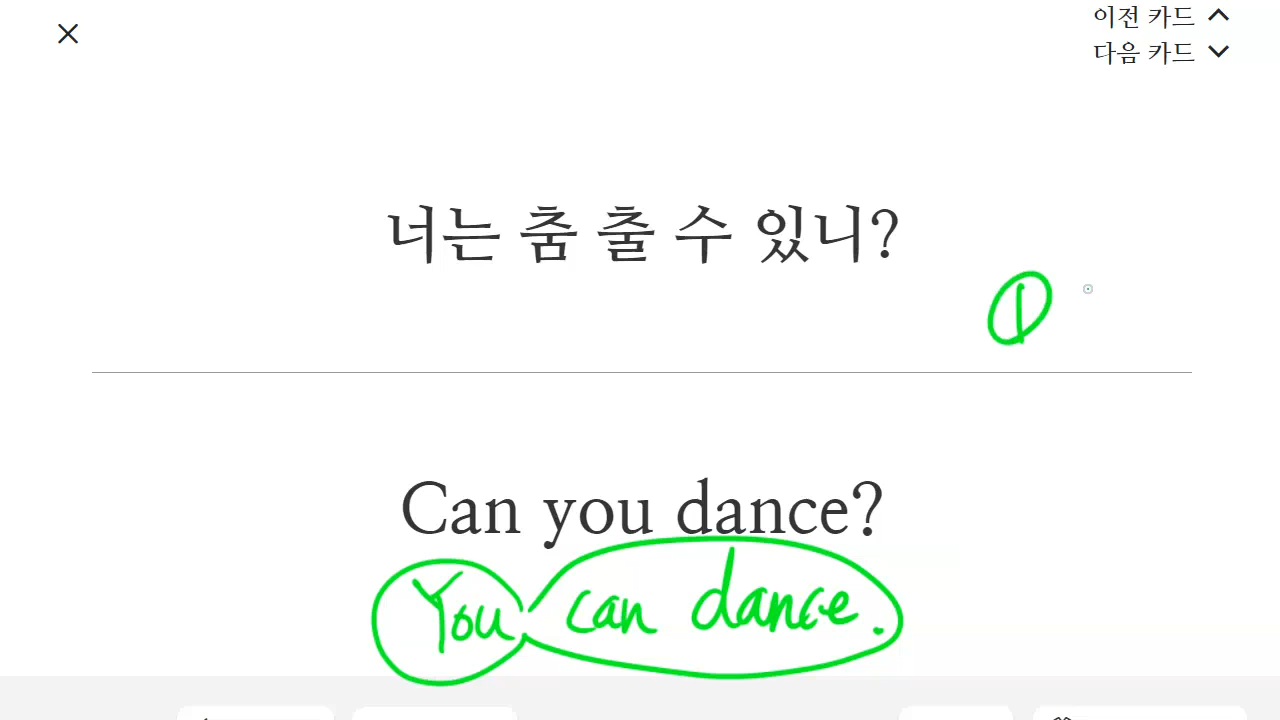 이전 카드
다음 카드
너는 춤 출 수 있니?
①
Can you dance?
You can dance.